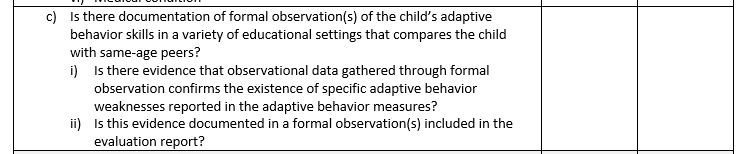 c) Is there documentation of formal observation(s) of the child's adaptive
behavior skills in a variety of educational settings that compares the child
with same-age peers?
i) Is there evidence that observational data gathered through formal
observation confirms the existence of specific adaptive behavior
weaknesses reported in the adaptive behavior measures?
ii) Is this evidence documented in a formal observation(s) included in the
evaluation report?